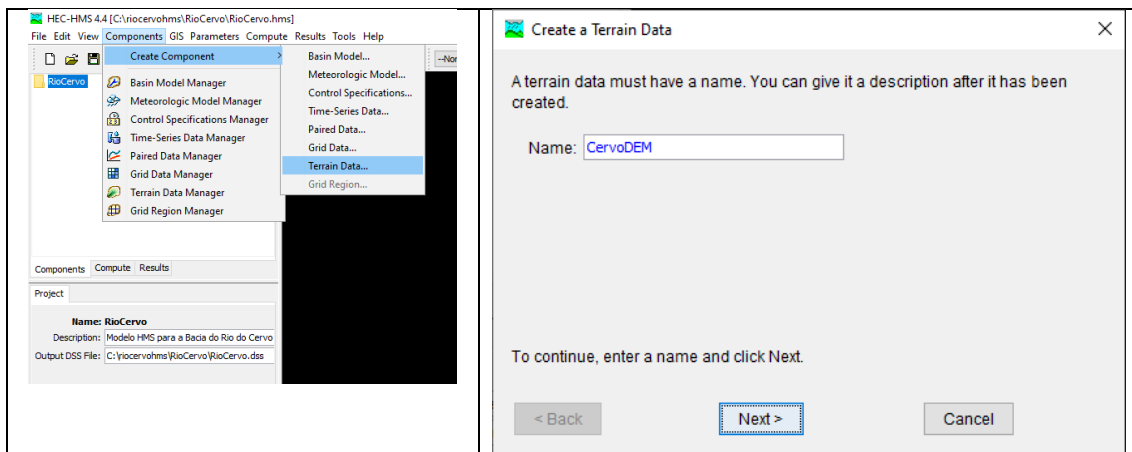 HEC-HMS 4.4 [C:\riocervohms\RioCervo\RioCervo.hms]
File Edit View Components GIS Parameters Compute Results Tools Help
Create Component
Basin Model Manager
Meteorologic Model Manager
Control Specifications Manager
Time-Series Data Manager
Paired Data Manager
Grid Data Manager
Terrain Data Manager
Grid Region Manager
Basin Model...
Meteorologic Model...
Control Specifications...
Time-Series Data...
Paired Data...
Grid Data...
Terrain Data...
Grid Region...
RioCervo
Components Compute Results
Project
Name: RioCervo
Description: Modelo HMS para a Bacia do Rio do Cervo
Output DSS File: C:\riocervohms\RioCervo\RioCervo.dss
Create a Terrain Data
A terrain data must have a name. You can give it a description after it has been
created.
Name: CervoDEM
To continue, enter a name and click Next.
< Back Next > Cancel